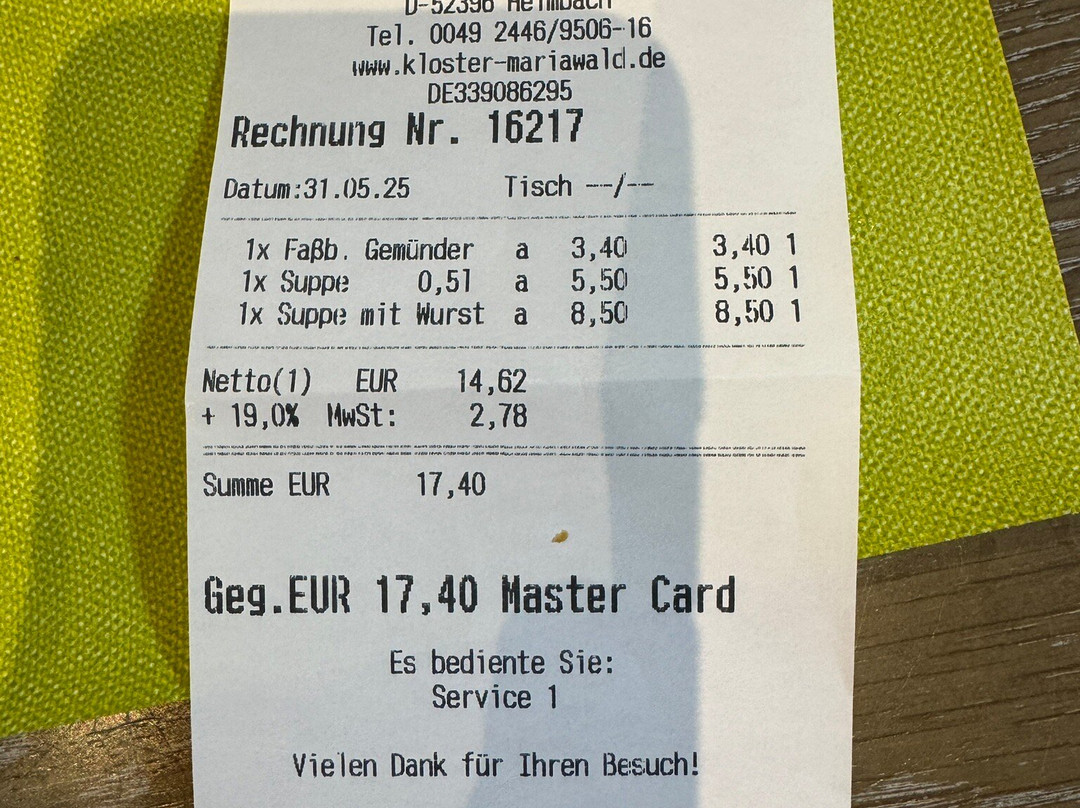 D-52396 Heimbach
Tel. 0049 2446/9506-16
www.kloster-mariawald.de
DE339086295
Rechnung Nr. 16217
Datum:31.05.25 Tisch --/--
1x Faßb. Gemünder a 3,40 3,40 1
1x Suppe 0,5l a 5,50 5,50 1
1x Suppe mit Wurst a 8,50 8,50 1
Netto(1) EUR 14,62
+ 19,0% MwSt: 2,78
Summe EUR 17,40
Geg.EUR 17,40 Master Card
Es bediente Sie:
Service 1
Vielen Dank für Ihren Besuch!